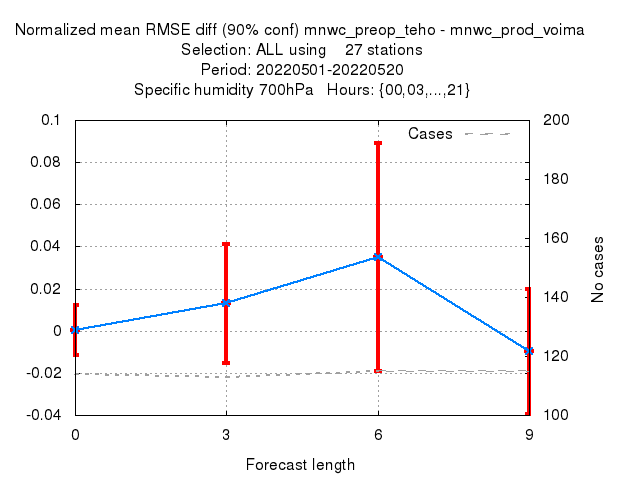 Normalized mean RMSE diff (90% conf) mnwc_preop_teho - mnwc_prod_voima
Selection: ALL using    27 stations
Period: 20220501-20220520
Specific humidity 700hPa   Hours: {00,03,...,21}
0.1
0.08
0.06
0.04
0.02
0
-0.02
-0.04
Cases
200
180
160
140
120
100
No cases
0
3
6
9
Forecast length